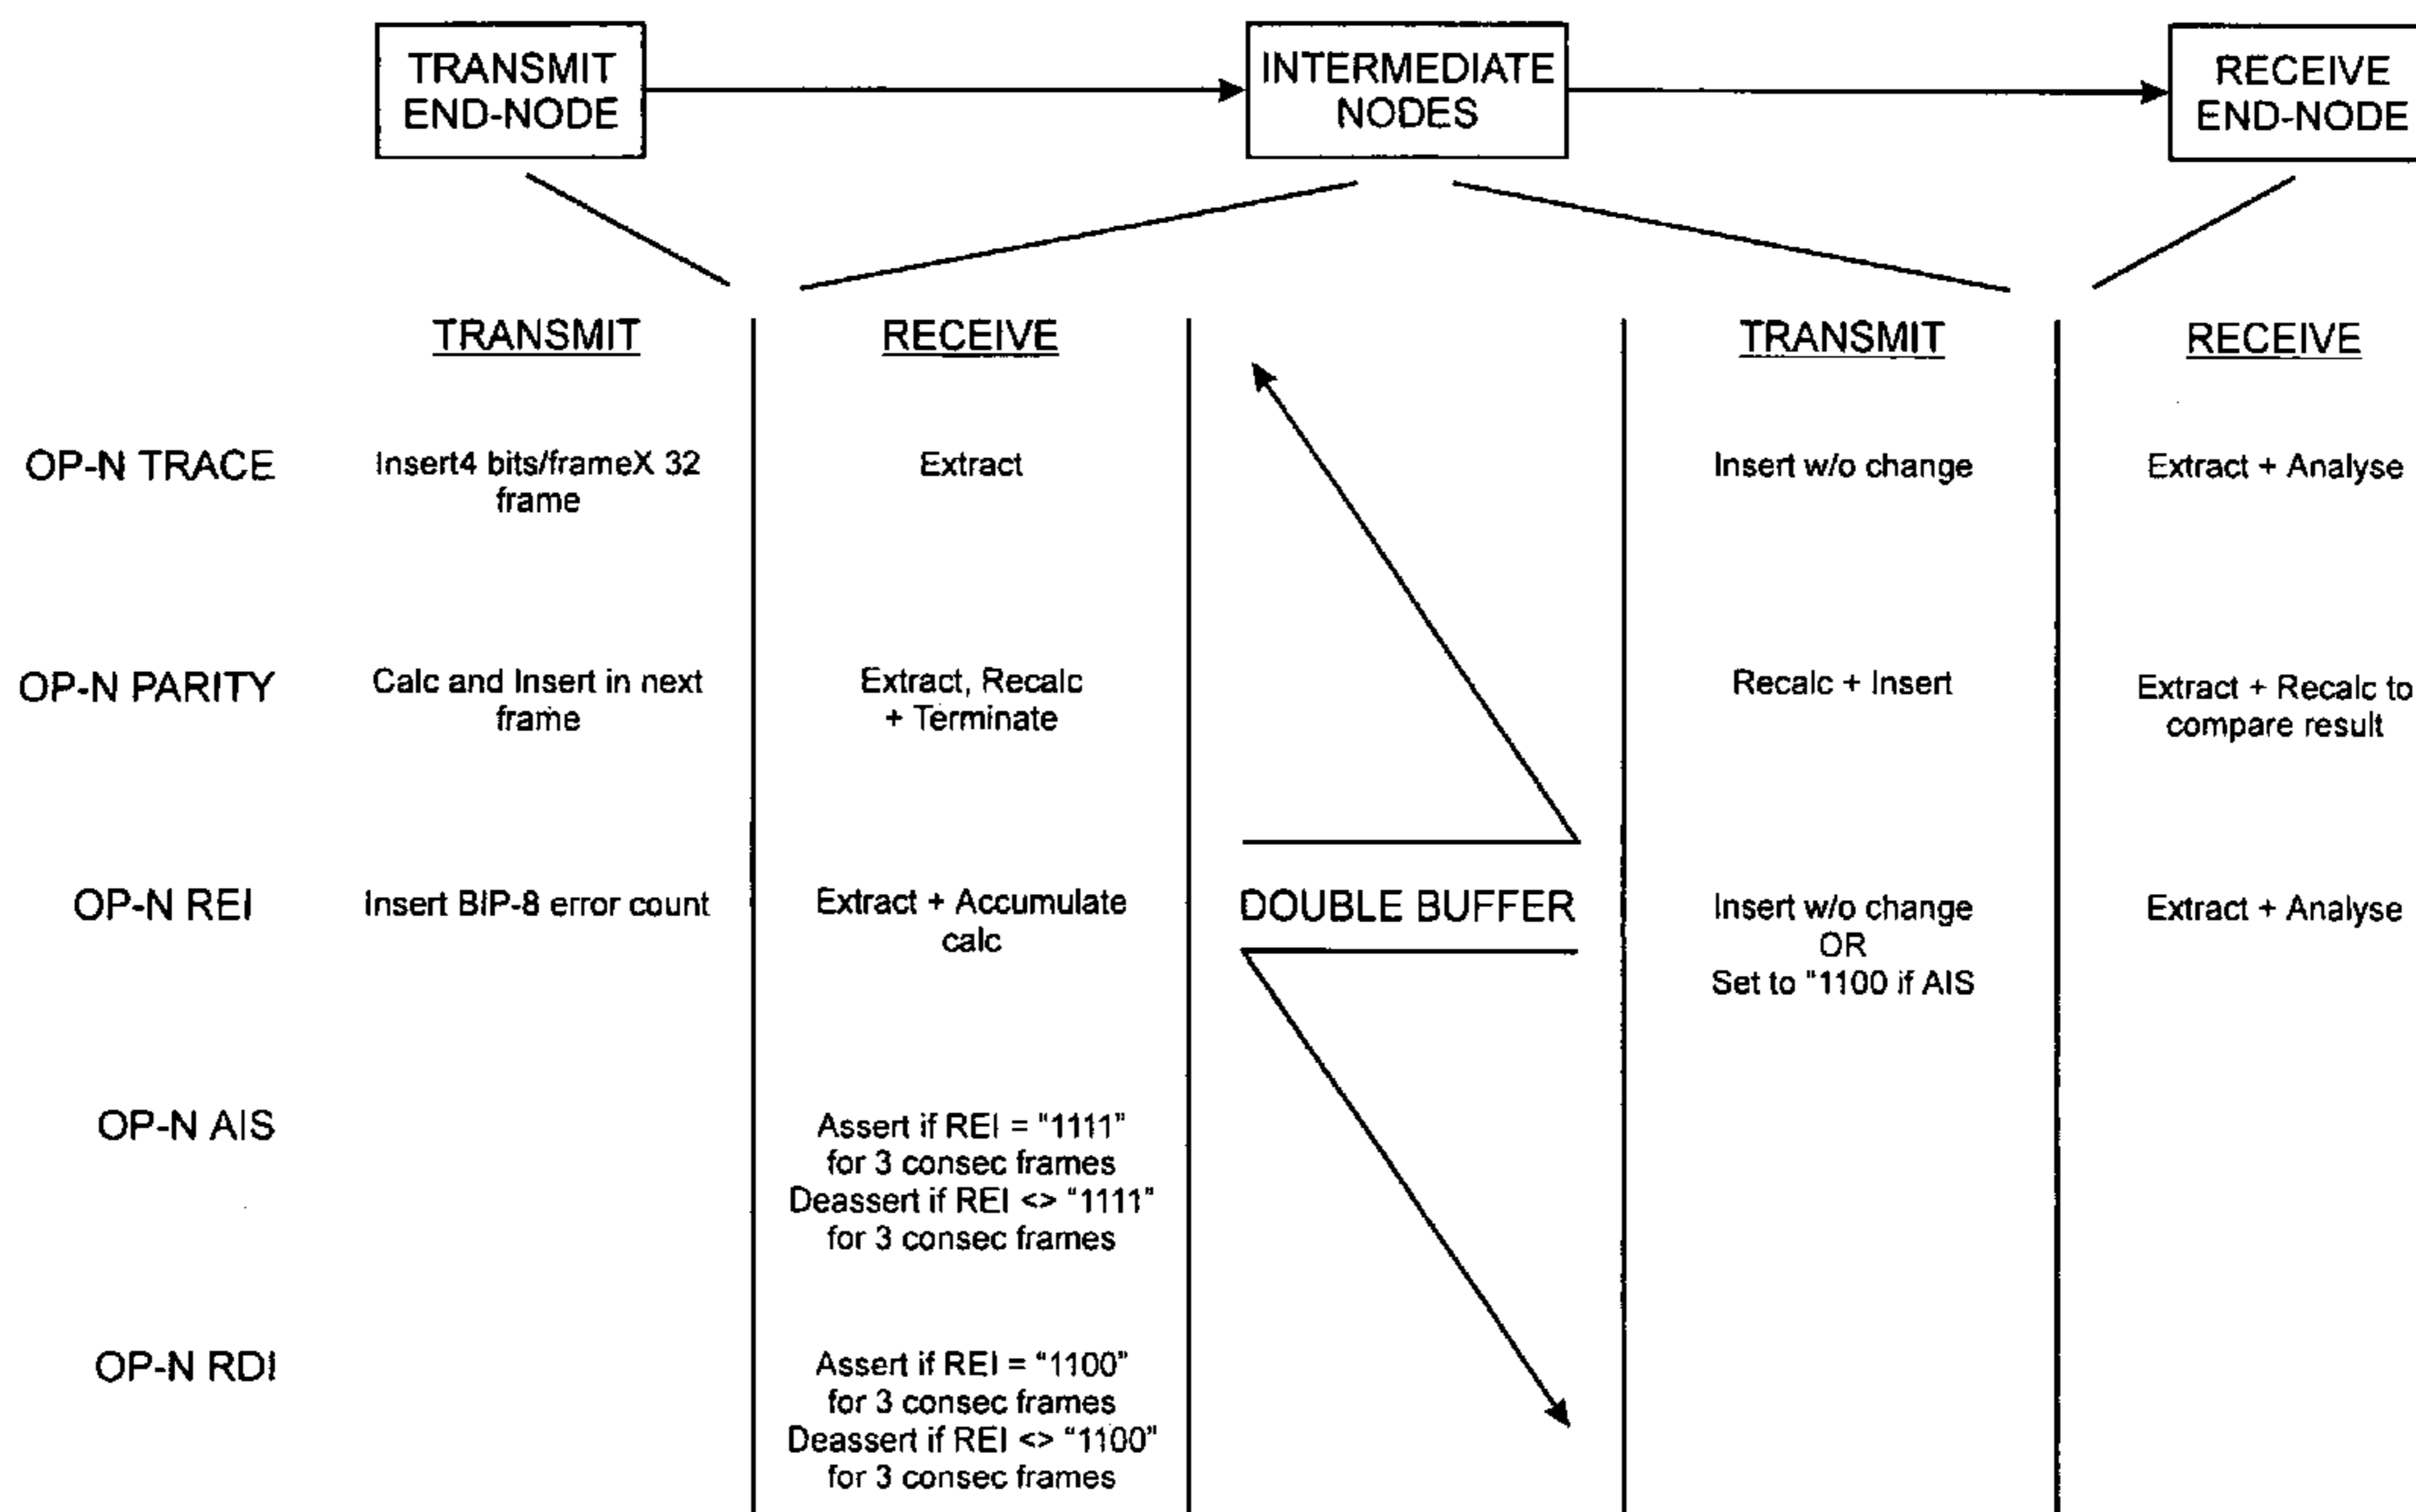 TRANSMIT
END-NODE
INTERMEDIATE
NODES
RECEIVE
END-NODE
TRANSMIT
RECEIVE
TRANSMIT
RECEIVE
OP-N TRACE
Insert4 bits/frameX 32
frame
Extract
Insert w/o change
Extract + Analyse
OP-N PARITY
Calc and Insert in next
frame
Extract, Recalc
+ Terminate
Recalc + Insert
Extract + Recalc to
compare result
OP-N REI
Insert BIP-8 error count
Extract + Accumulate
calc
DOUBLE BUFFER
Insert w/o change
OR
Set to "1100 if AIS
Extract + Analyse
OP-N AIS
Assert if REI = "1111"
for 3 consec frames
Deassert if REI <> "1111"
for 3 consec frames
OP-N RDI
Assert if REI = "1100"
for 3 consec frames
Deassert if REI <> "1100"
for 3 consec frames